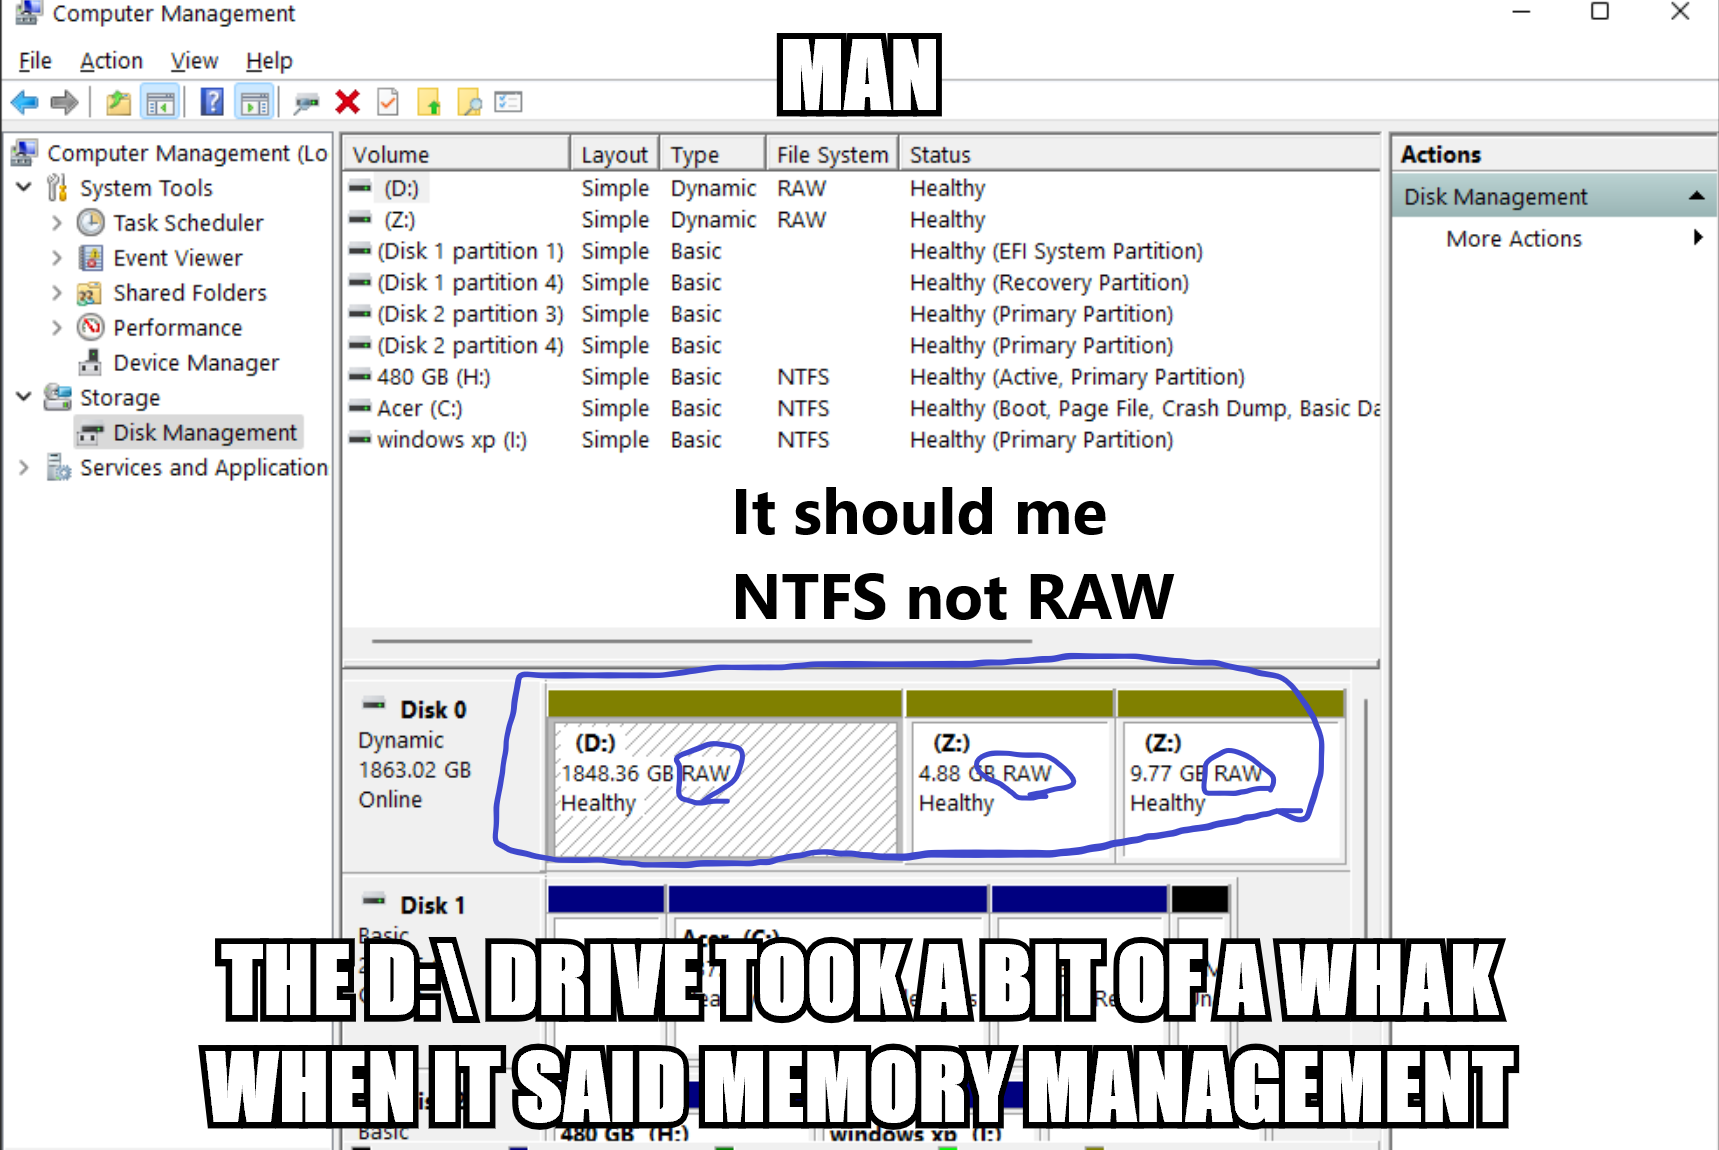 Computer Management
File Action View Help
MAN
Computer Management (Lo
System Tools
Task Scheduler
Event Viewer
Shared Folders
Performance
Device Manager
Storage
Disk Management
Services and Application
Volume Layout Type File System Status
(D:) Simple Dynamic RAW Healthy
(Z:) Simple Dynamic RAW Healthy
(Disk 1 partition 1) Simple Basic Healthy (EFI System Partition)
(Disk 1 partition 4) Simple Basic Healthy (Recovery Partition)
(Disk 2 partition 3) Simple Basic Healthy (Primary Partition)
(Disk 2 partition 4) Simple Basic Healthy (Primary Partition)
480 GB (H:) Simple Basic NTFS Healthy (Active, Primary Partition)
Acer (C:) Simple Basic NTFS Healthy (Boot, Page File, Crash Dump, Basic Da
windows xp (I:) Simple Basic NTFS Healthy (Primary Partition)
Actions
Disk Management
More Actions
It should me
NTFS not RAW
Disk 0
Dynamic
1863.02 GB
Online
(D:)
1848.36 GB RAW
Healthy
(Z:)
4.88 GB RAW
Healthy
(Z:)
9.77 GB RAW
Healthy
Disk 1
Basic
Acer (C:)
THE D:\ DRIVE TOOK A BIT OF A WHAK
WHEN IT SAID MEMORY MANAGEMENT
Basic
480 GB (H:)
windows xp (I:)